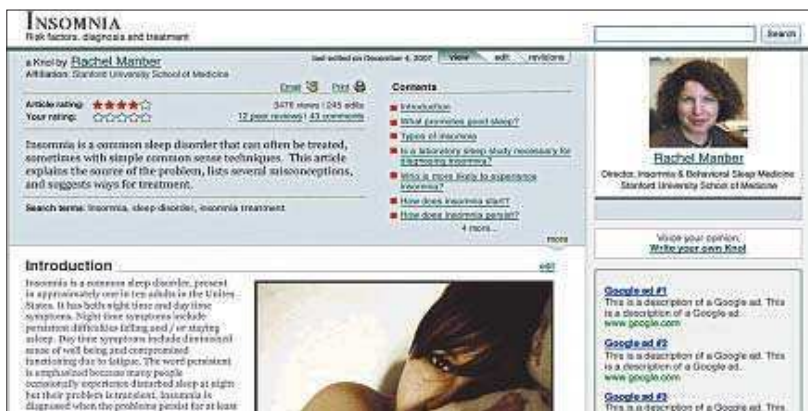 INSOMNIA
Risk factors, diagnosis and treatment
Search
a Knol by Rachel Manber
Affiliation: Stanford University School of Medicine
last edited on December 4, 2007
view edit revisions
Email Print
Article rating:
3476 views | 245 edits
Your rating:
12 peer reviews | 43 comments
Insomnia is a common sleep disorder that can often be treated,
sometimes with simple common sense techniques. This article
explains the source of the problem, lists several misconceptions,
and suggests ways for treatment.
Search terms: insomnia, sleep disorder, insomnia treatment
Contents
Introduction
What promotes good sleep?
Types of insomnia
Is a laboratory sleep study necessary for
diagnosing insomnia?
Who is more likely to experience
insomnia?
How does insomnia start?
How does insomnia persist?
4 more...
more
Rachel Manber
Director, Insomnia & Behavioral Sleep Medicine
Stanford University School of Medicine
Voice your opinion.
Write your own Knol
Introduction
edit
Insomnia is a common sleep disorder, present
in approximately one in ten adults in the United
States. It has both night time and day time
symptoms. Night time symptoms include
persistent difficulties falling and / or staying
asleep. Day time symptoms include diminished
sense of well being and compromised
functioning due to fatigue. The word persistent
is emphasized because many people
occasionally experience disturbed sleep at night
but their problem is transient. Insomnia is
diagnosed when the problems persist for at least
Google ad #1
This is a description of a Google ad. This
is a description of a Google ad.
www.google.com
Google ad #2
This is a description of a Google ad. This
is a description of a Google ad.
www.google.com
Google ad #3
This is a description of a Google ad. This